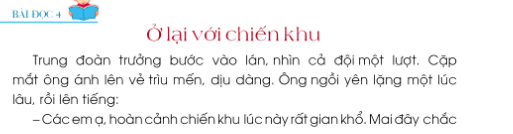 BÀI ĐỌC 4
Ở lại với chiến khu
Trung đoàn trưởng bước vào lán, nhìn cả đội một lượt. Cặp
mắt ông ánh lên vẻ trìu mến, dịu dàng. Ông ngồi yên lặng một lúc
lâu, rồi lên tiếng:
– Các em ạ, hoàn cảnh chiến khu lúc này rất gian khổ. Mai đây chắc